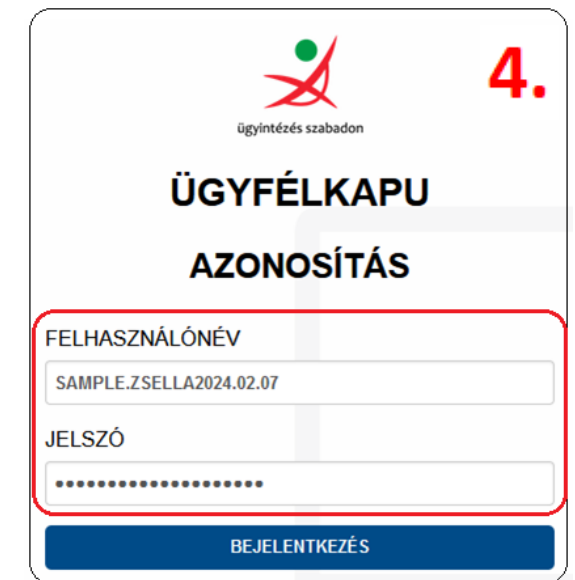 4.
ügyintézés szabadon
ÜGYFÉLKAPU
AZONOSÍTÁS
FELHASZNÁLÓNÉV
SAMPLE.ZSELLA2024.02.07
JELSZÓ
••••••••••••••••••••
BEJELENTKEZÉS